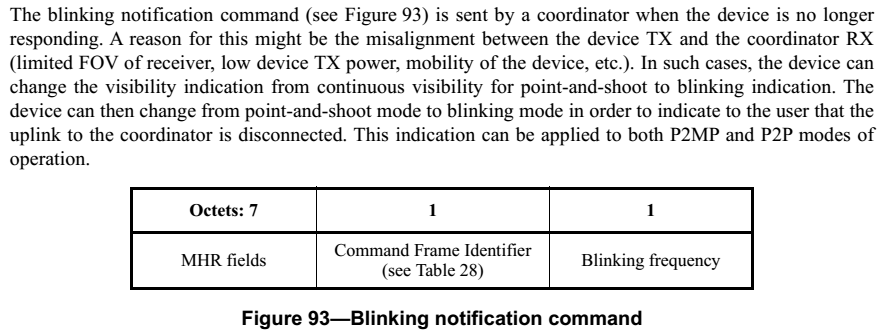 The blinking notification command (see Figure 93) is sent by a coordinator when the device is no longer
responding. A reason for this might be the misalignment between the device TX and the coordinator RX
(limited FOV of receiver, low device TX power, mobility of the device, etc.). In such cases, the device can
change the visibility indication from continuous visibility for point-and-shoot to blinking indication. The
device can then change from point-and-shoot mode to blinking mode in order to indicate to the user that the
uplink to the coordinator is disconnected. This indication can be applied to both P2MP and P2P modes of
operation.
Octets: 7 1 1
MHR fields Command Frame Identifier Blinking frequency
(see Table 28)
Figure 93—Blinking notification command